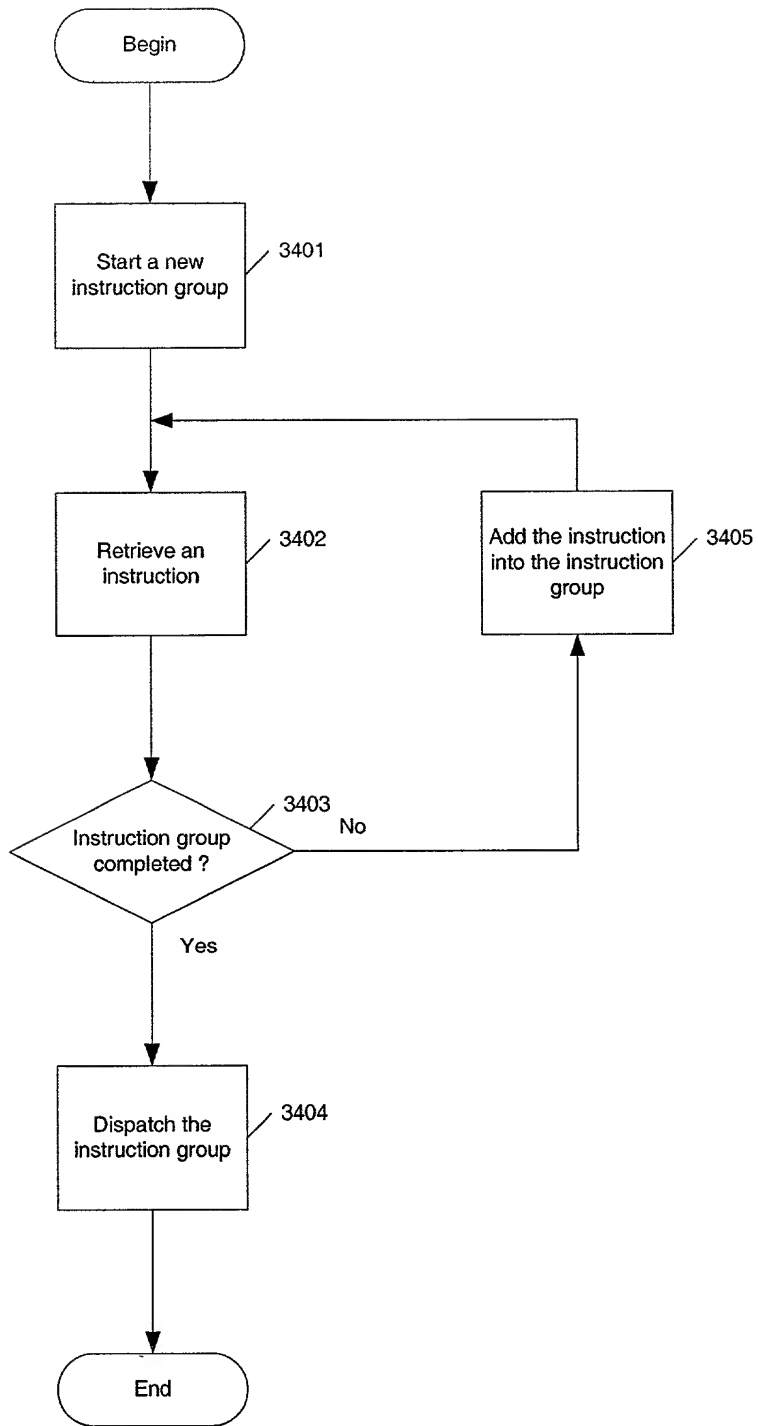 Begin
Start a new
instruction group
3401
Retrieve an
instruction
3402
Add the instruction
into the instruction
group
3405
Instruction group
completed ?
3403
No
Yes
Dispatch the
instruction group
3404
End